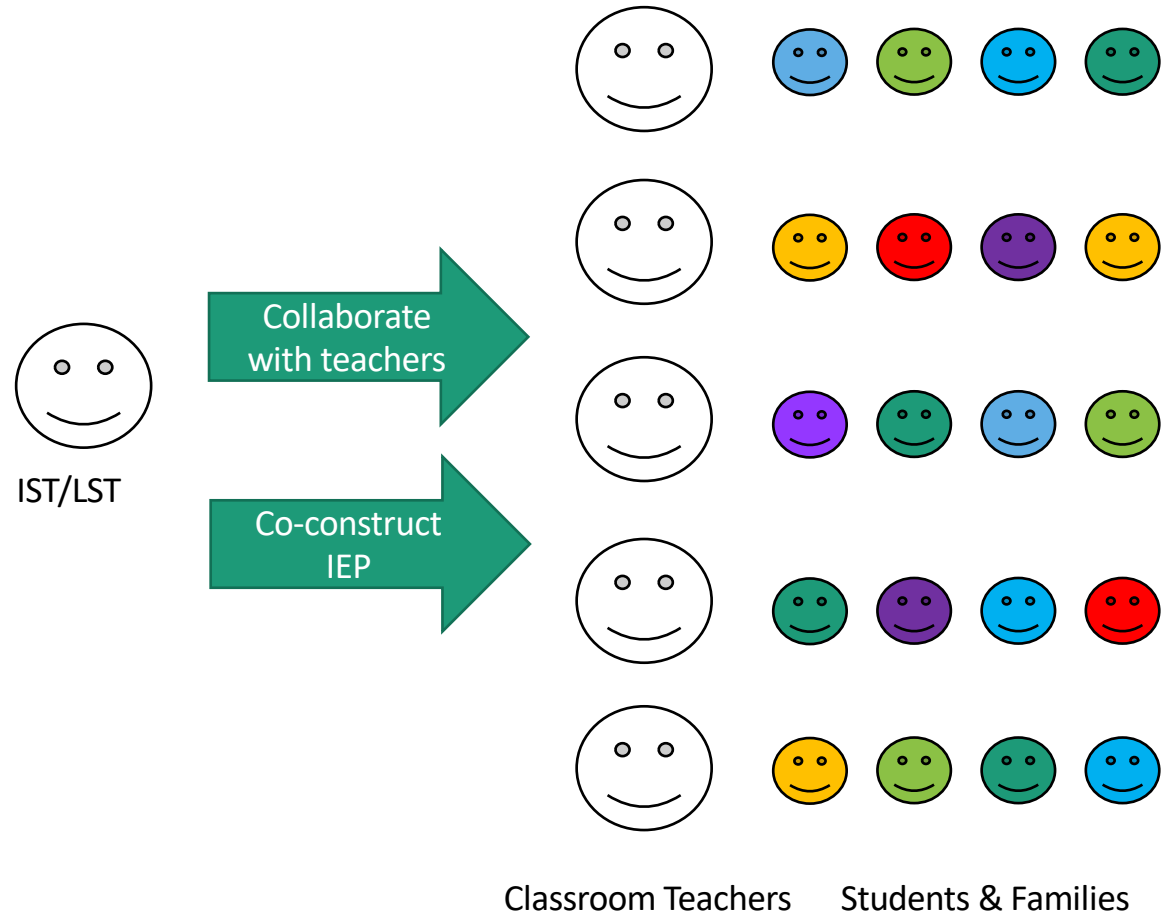 Collaborate
with teachers
IST/LST
Co-construct
IEP
Classroom Teachers
Students & Families